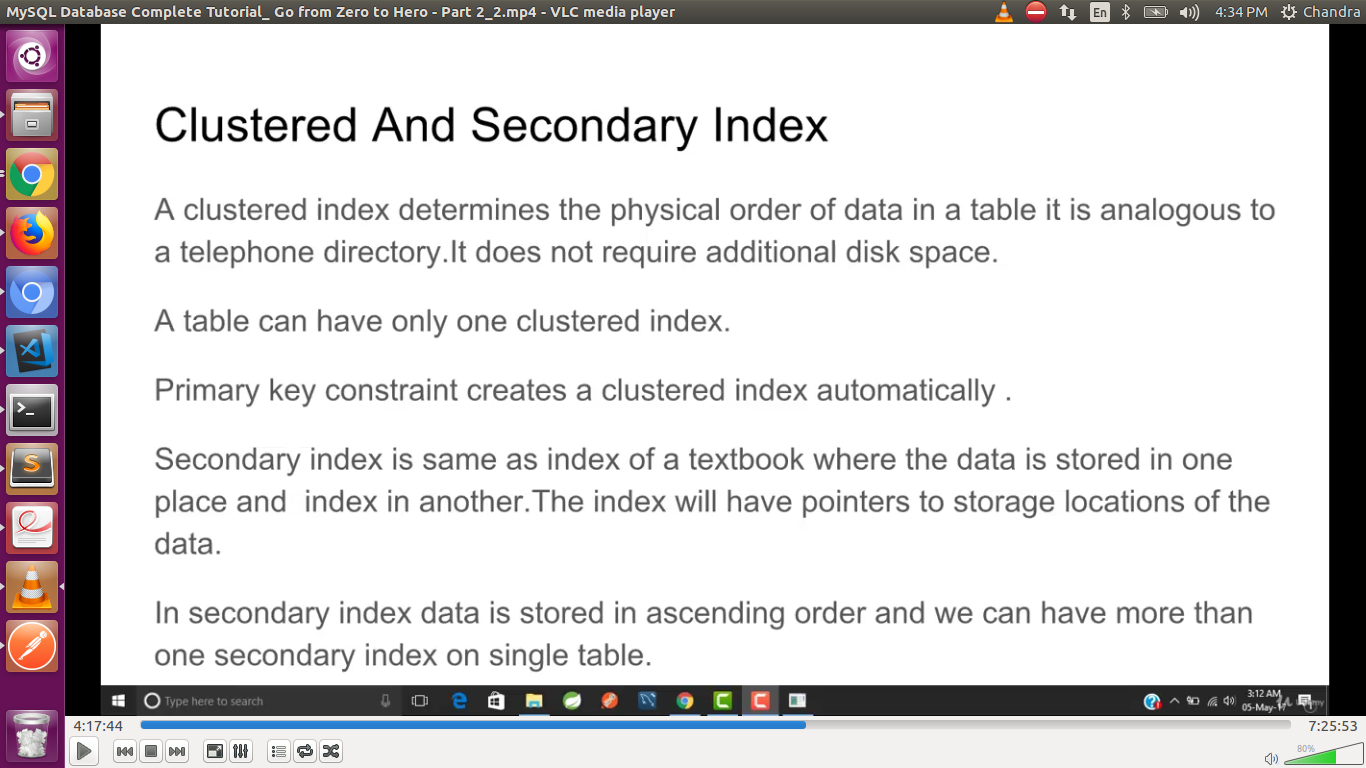 MySQL Database Complete Tutorial_ Go from Zero to Hero - Part 2_2.mp4 - VLC media player
En
4:34 PM
Chandra
Clustered And Secondary Index
A clustered index determines the physical order of data in a table it is analogous to
a telephone directory.It does not require additional disk space.
A table can have only one clustered index.
Primary key constraint creates a clustered index automatically .
Secondary index is same as index of a textbook where the data is stored in one
place and  index in another.The index will have pointers to storage locations of the
data.
In secondary index data is stored in ascending order and we can have more than
one secondary index on single table.
Type here to search
3:12 AM
05-May-17
4:17:44
7:25:53
80%